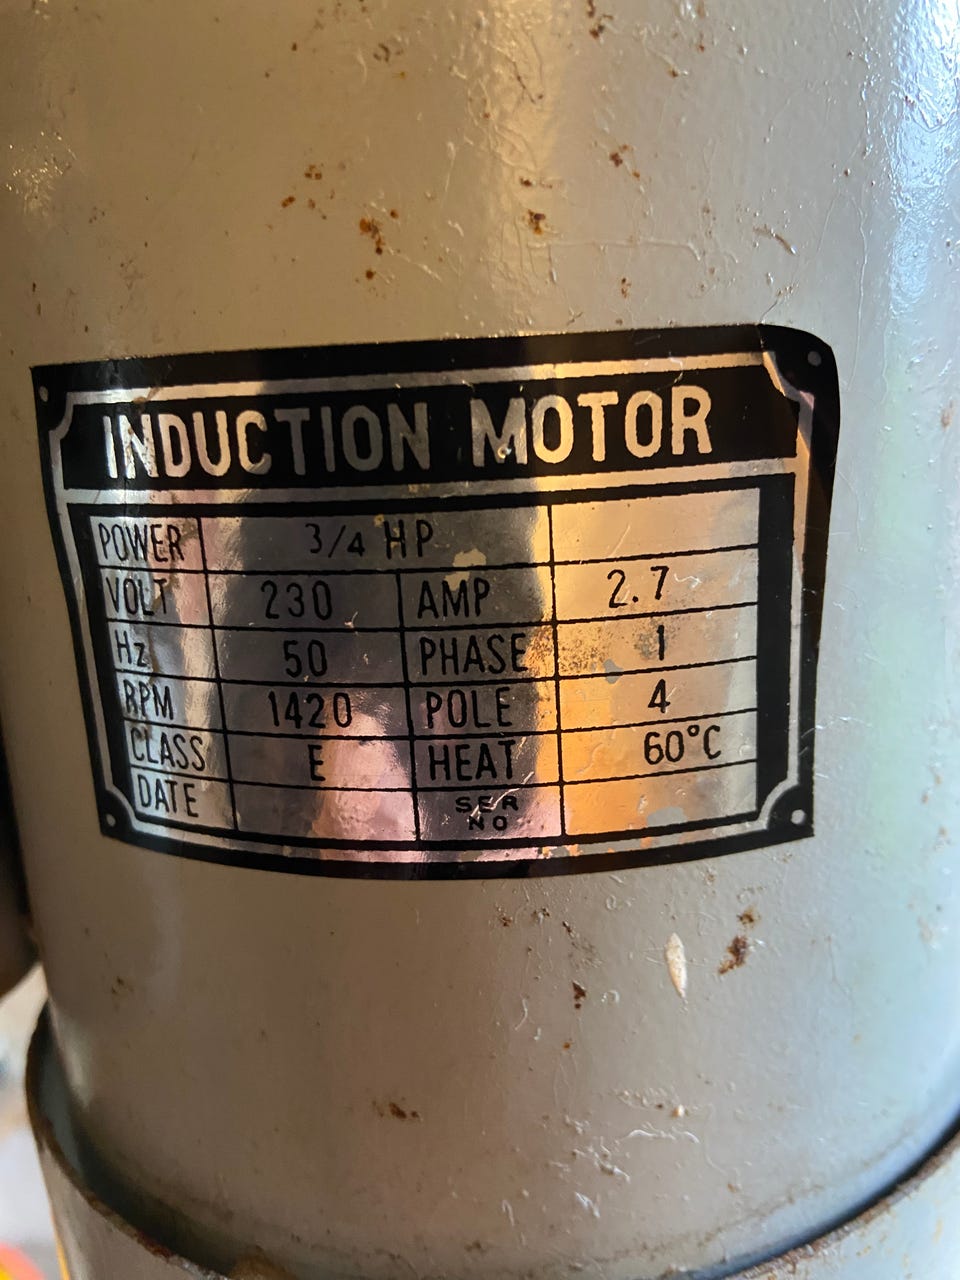 INDUCTION MOTOR
POWER 3/4 HP
VOLT 230 AMP 2.7
Hz 50 PHASE 1
RPM 1420 POLE 4
CLASS E HEAT 60°C
DATE SER
NO